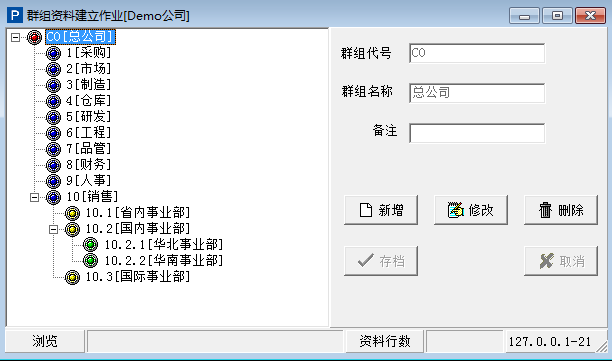 P 群组资料建立作业[Demo公司]
CO[总公司]
1[采购]
2[市场]
3[制造]
4[仓库]
5[研发]
6[工程]
7[品管]
8[财务]
9[人事]
10[销售]
10.1[省内事业部]
10.2[国内事业部]
10.2.1[华北事业部]
10.2.2[华南事业部]
10.3[国际事业部]
群组代号 CO
群组名称 总公司
备注
新增 修改 删除
存档 取消
浏览 资料行数 127.0.0.1-21